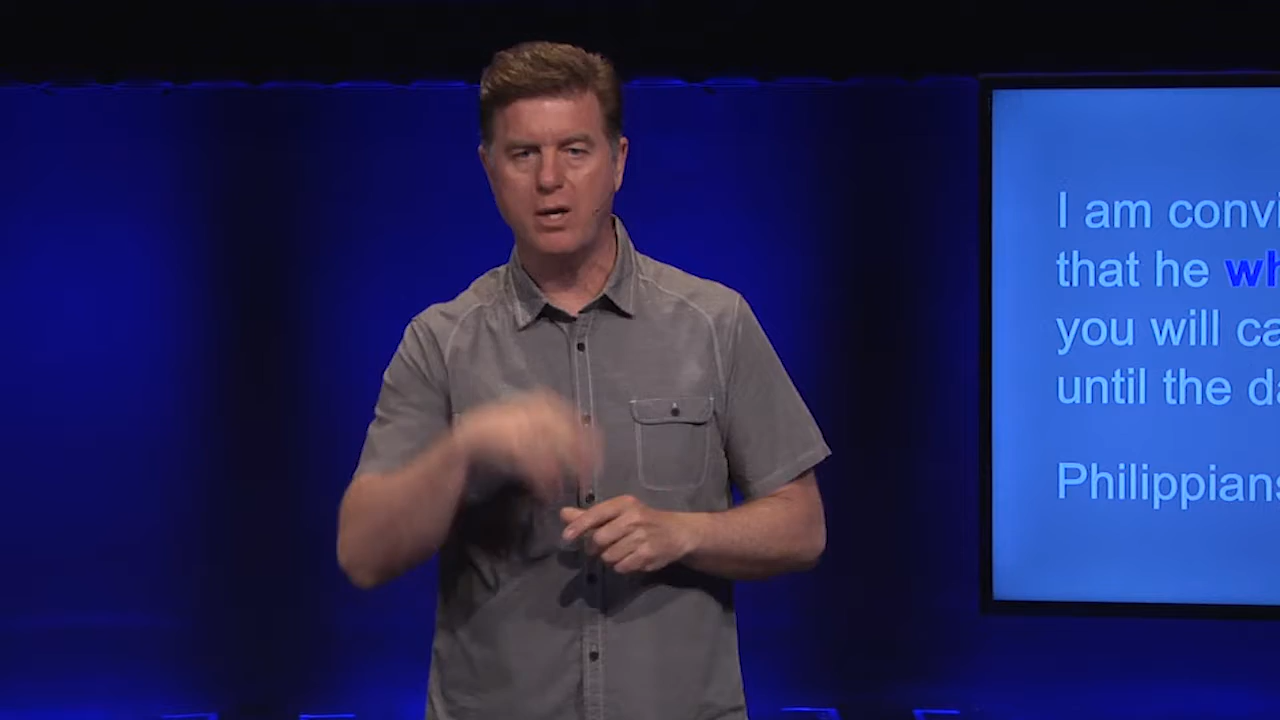 I am convi
that he wh
you will ca
until the da
Philippians